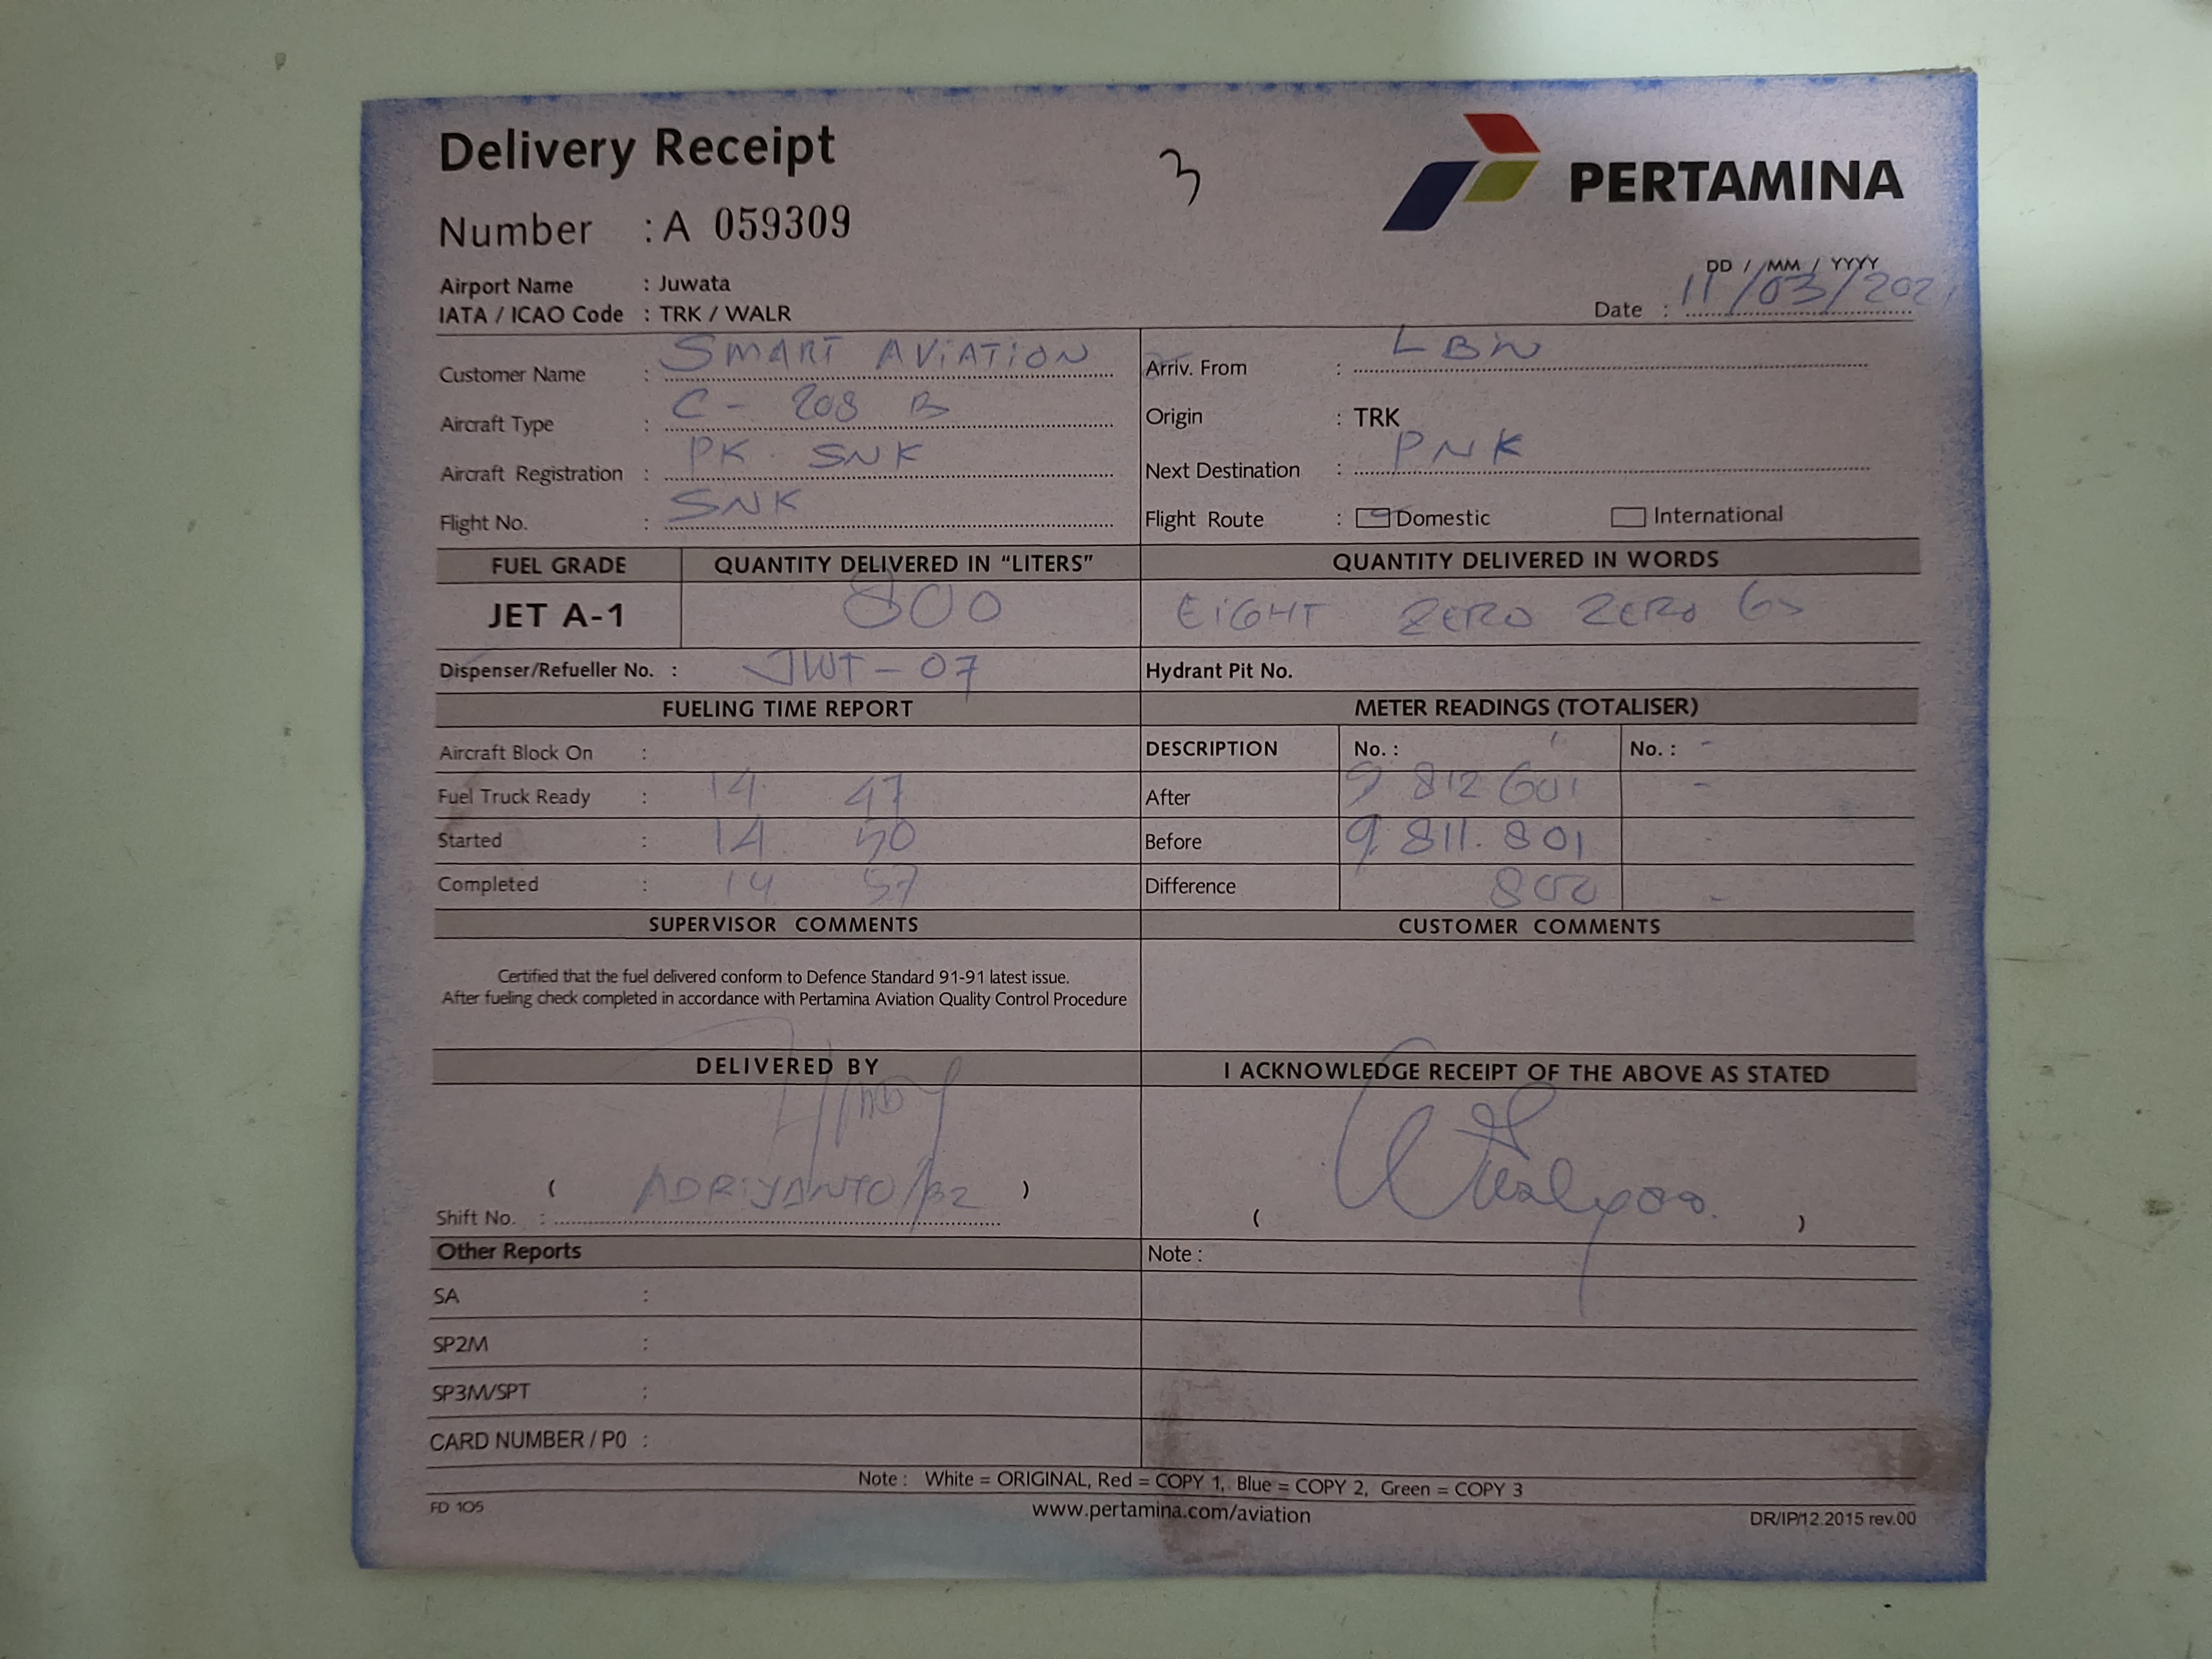 Delivery Receipt
3
PERTAMINA
Number : A 059309
Airport Name : Juwata
IATA / ICAO Code : TRK / WALR
DD / MM / YYYY
Date : 11/03/2021
Customer Name : SMART AVIATION
Arriv. From : LBN
Aircraft Type : C - 208 B
Origin : TRK
Aircraft Registration : PK SNK
Next Destination : PNK
Flight No. : SNK
Flight Route : Domestic International
FUEL GRADE QUANTITY DELIVERED IN "LITERS" QUANTITY DELIVERED IN WORDS
JET A-1 800 EIGHT ZERO ZERO
Dispenser/Refueller No. : JWT - 07 Hydrant Pit No.
FUELING TIME REPORT METER READINGS (TOTALISER)
Aircraft Block On : DESCRIPTION No. : No. : -
Fuel Truck Ready : 14 47 After 9 812 601 -
Started : 14 50 Before 9 811. 801 -
Completed : 14 57 Difference 800 -
SUPERVISOR COMMENTS CUSTOMER COMMENTS
Certified that the fuel delivered conform to Defence Standard 91-91 latest issue.
After fueling check completed in accordance with Pertamina Aviation Quality Control Procedure
DELIVERED BY I ACKNOWLEDGE RECEIPT OF THE ABOVE AS STATED
( ADRIYANTO/B2 )
Shift No. : ( )
Other Reports Note :
SA :
SP2M :
SP3M/SPT :
CARD NUMBER / P0 :
Note : White = ORIGINAL, Red = COPY 1, Blue = COPY 2, Green = COPY 3
FD 105 www.pertamina.com/aviation DR/IP/12.2015 rev.00